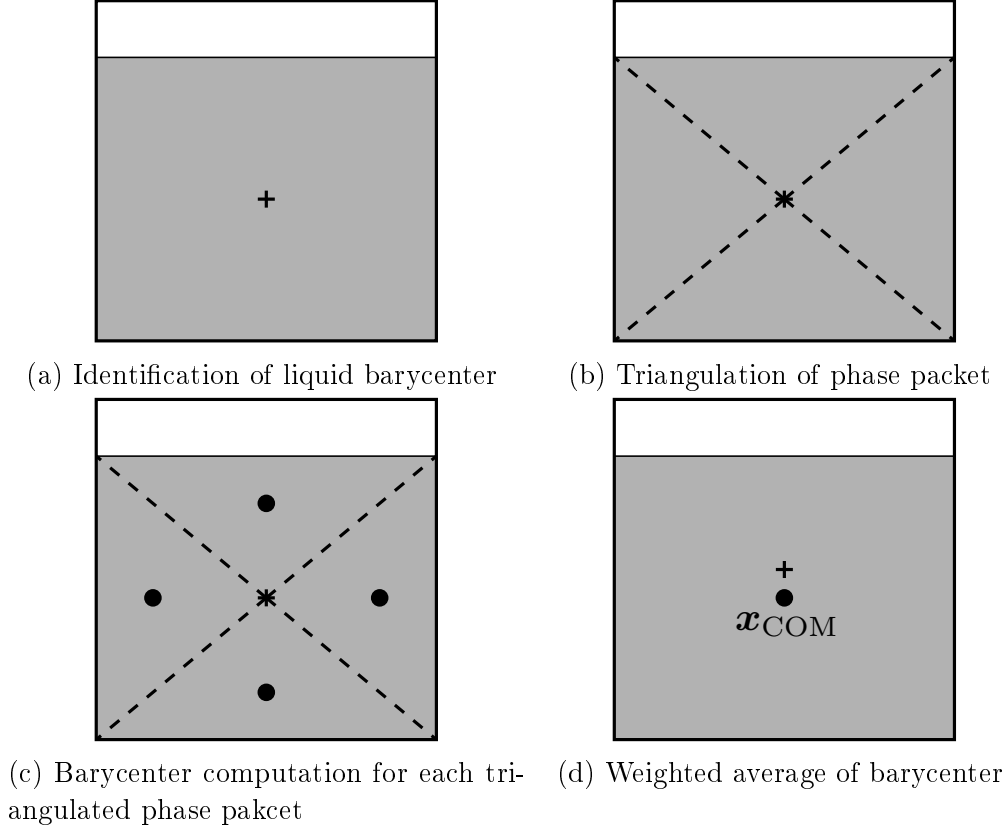 (a) Identification of liquid barycenter
(b) Triangulation of phase packet
x_COM
(c) Barycenter computation for each tri-
angulated phase pakcet
(d) Weighted average of barycenter